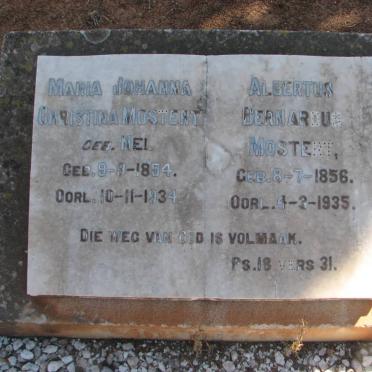 MARIA JOHANNA
CHRISTINA MOSTERT
GEB. NEL
GEB. 9-1-1854.
OORL. 10-11-1934
ALBERTUS
BERNARDUS
MOSTERT,
GEB. 8-7-1856.
OORL. 4-2-1935.
DIE WEG VAN GOD IS VOLMAAK.
PS. 18 VERS 31.